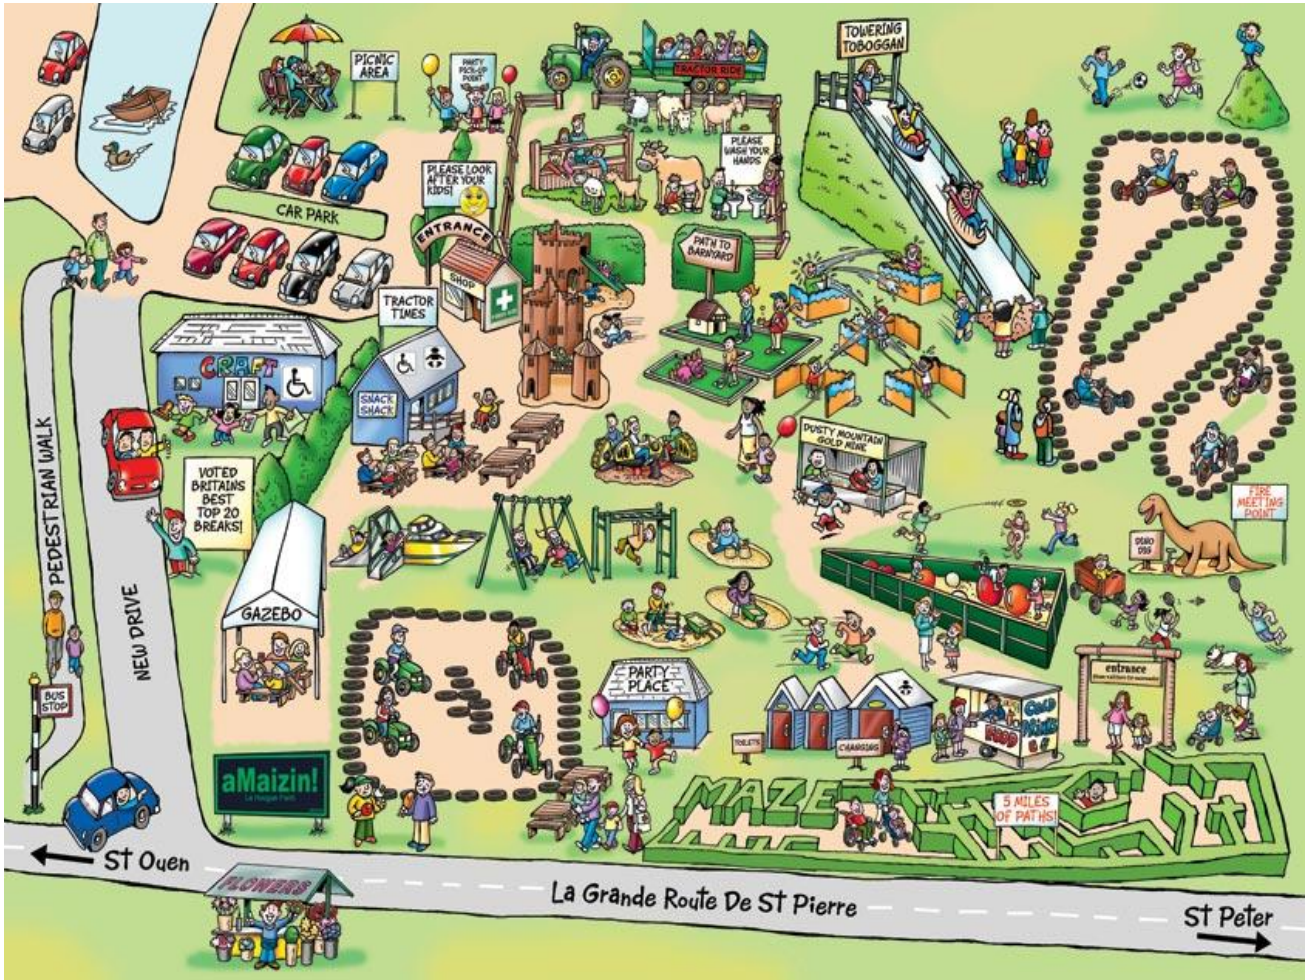 TOWERING
TOBOGGAN
PICNIC
AREA
PARTY
PICK-UP
POINT
TRACTOR RIDE
PLEASE
WASH YOUR
HANDS
PLEASE LOOK
AFTER YOUR
KIDS!
CAR PARK
ENTRANCE
SHOP
PATH TO
BARNYARD
TRACTOR
TIMES
CRAFT
SNACK
SHACK
DUSTY MOUNTAIN
GOLD MINE
VOTED
BRITAINS
BEST
TOP 20
BREAKS!
PEDESTRIAN WALK
NEW DRIVE
FIRE
MEETING
POINT
DINO
DIG
GAZEBO
PARTY
PLACE
entrance
BUS
STOP
TOILETS
CHANGING
FOOD
COLD
DRINKS
aMaizin!
MAZE
5 MILES
OF PATHS!
St Ouen
FLOWERS
La Grande Route De St Pierre
St Peter